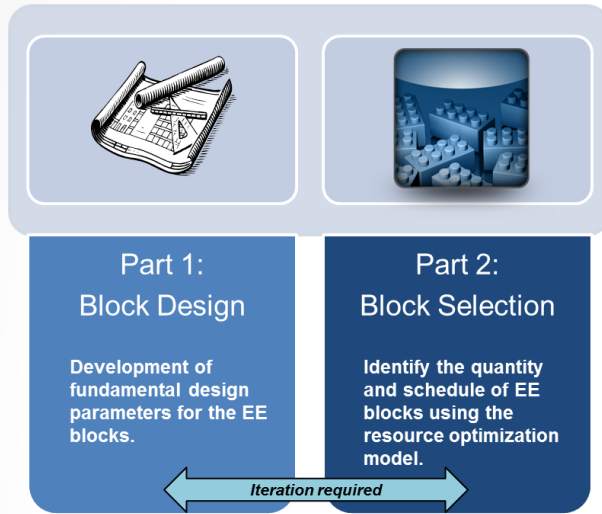 Part 1:
Block Design
Development of
fundamental design
parameters for the EE
blocks.
Part 2:
Block Selection
Identify the quantity
and schedule of EE
blocks using the
resource optimization
model.
Iteration required